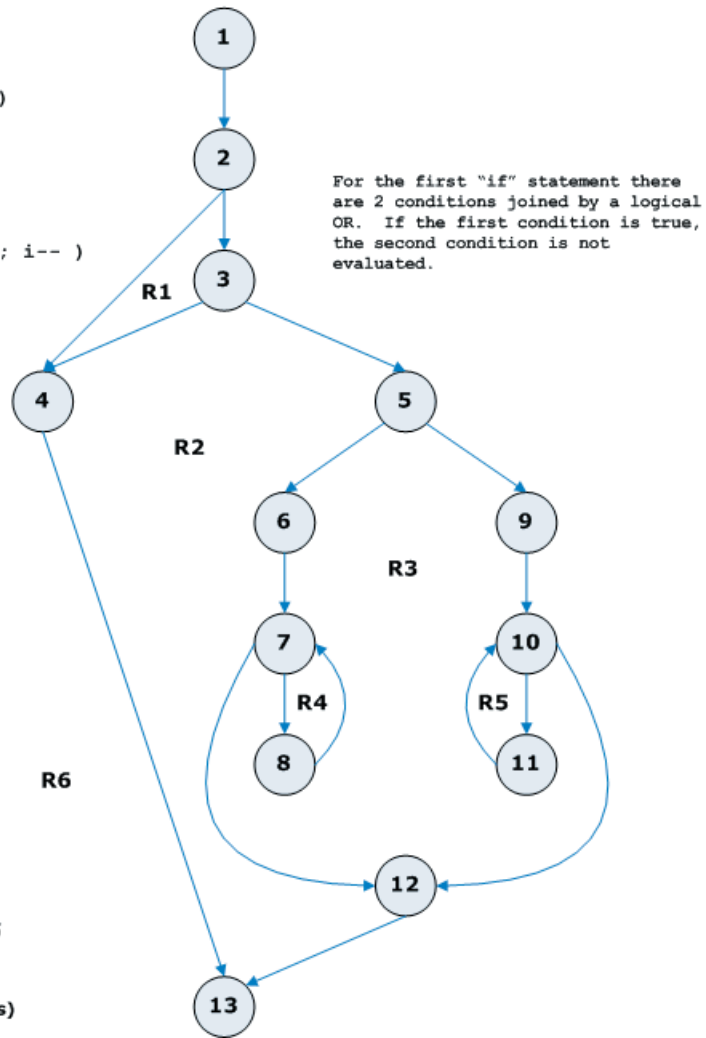 1
)
2
For the first "if" statement there
are 2 conditions joined by a logical
OR. If the first condition is true,
the second condition is not
evaluated.
; i-- )
3
R1
4
5
R2
6
9
R3
7
10
R4
R5
8
11
R6
12
;
13
s)